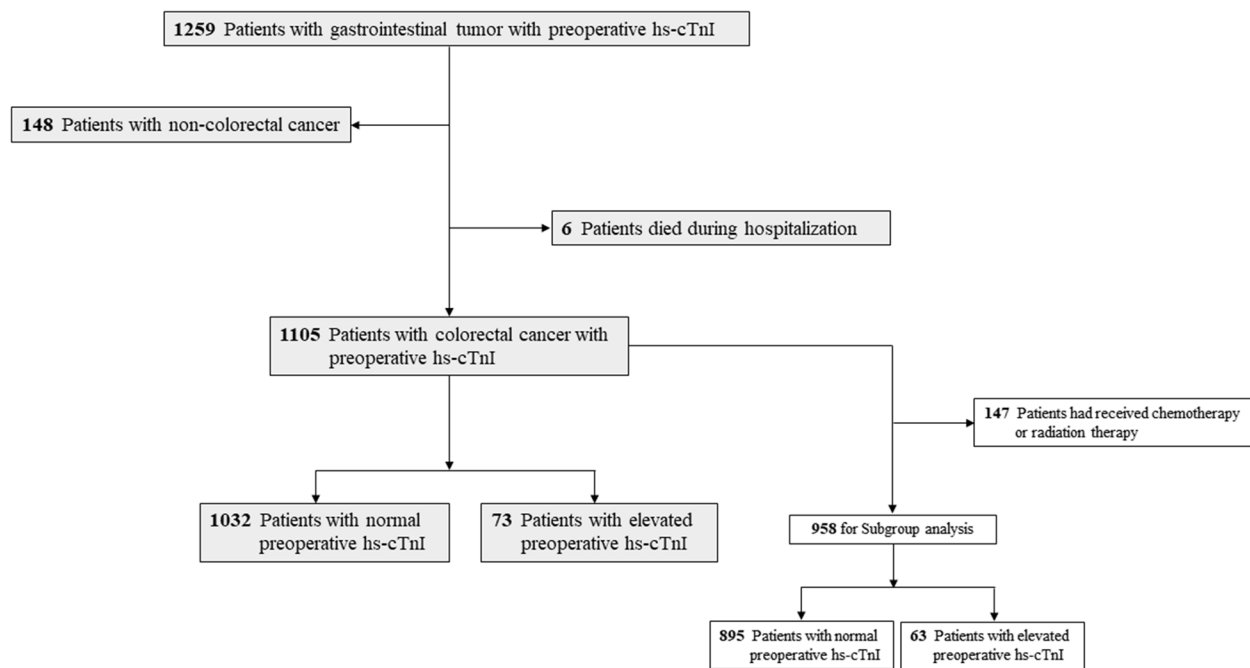 1259 Patients with gastrointestinal tumor with preoperative hs-cTnI
148 Patients with non-colorectal cancer
6 Patients died during hospitalization
1105 Patients with colorectal cancer with
preoperative hs-cTnI
147 Patients had received chemotherapy
or radiation therapy
1032 Patients with normal
preoperative hs-cTnI
73 Patients with elevated
preoperative hs-cTnI
958 for Subgroup analysis
895 Patients with normal
preoperative hs-cTnI
63 Patients with elevated
preoperative hs-cTnI